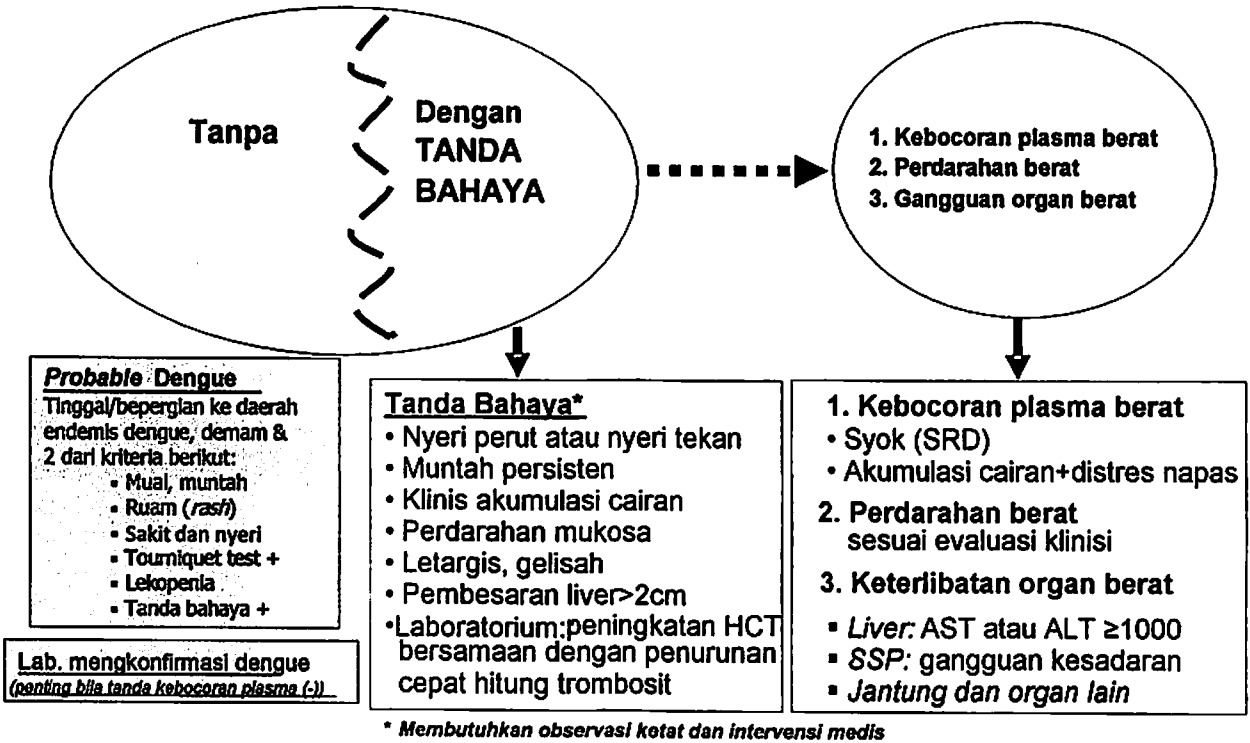 Tanpa
Dengan
TANDA
BAHAYA
1. Kebocoran plasma berat
2. Perdarahan berat
3. Gangguan organ berat
Probable Dengue
Tinggal/bepergian ke daerah
endemis dengue, demam &
2 dari kriteria berikut:
▪ Mual, muntah
▪ Ruam (rash)
▪ Sakit dan nyeri
▪ Tourniquet test +
▪ Lekopenia
▪ Tanda bahaya +
Lab. mengkonfirmasi dengue
(penting bila tanda kebocoran plasma (-))
Tanda Bahaya*
• Nyeri perut atau nyeri tekan
• Muntah persisten
• Klinis akumulasi cairan
• Perdarahan mukosa
• Letargis, gelisah
• Pembesaran liver>2cm
•Laboratorium:peningkatan HCT
bersamaan dengan penurunan
cepat hitung trombosit
1. Kebocoran plasma berat
• Syok (SRD)
• Akumulasi cairan+distres napas
2. Perdarahan berat
sesuai evaluasi klinisi
3. Keterlibatan organ berat
▪ Liver: AST atau ALT ≥1000
▪ SSP: gangguan kesadaran
▪ Jantung dan organ lain
* Membutuhkan observasi ketat dan intervensi medis